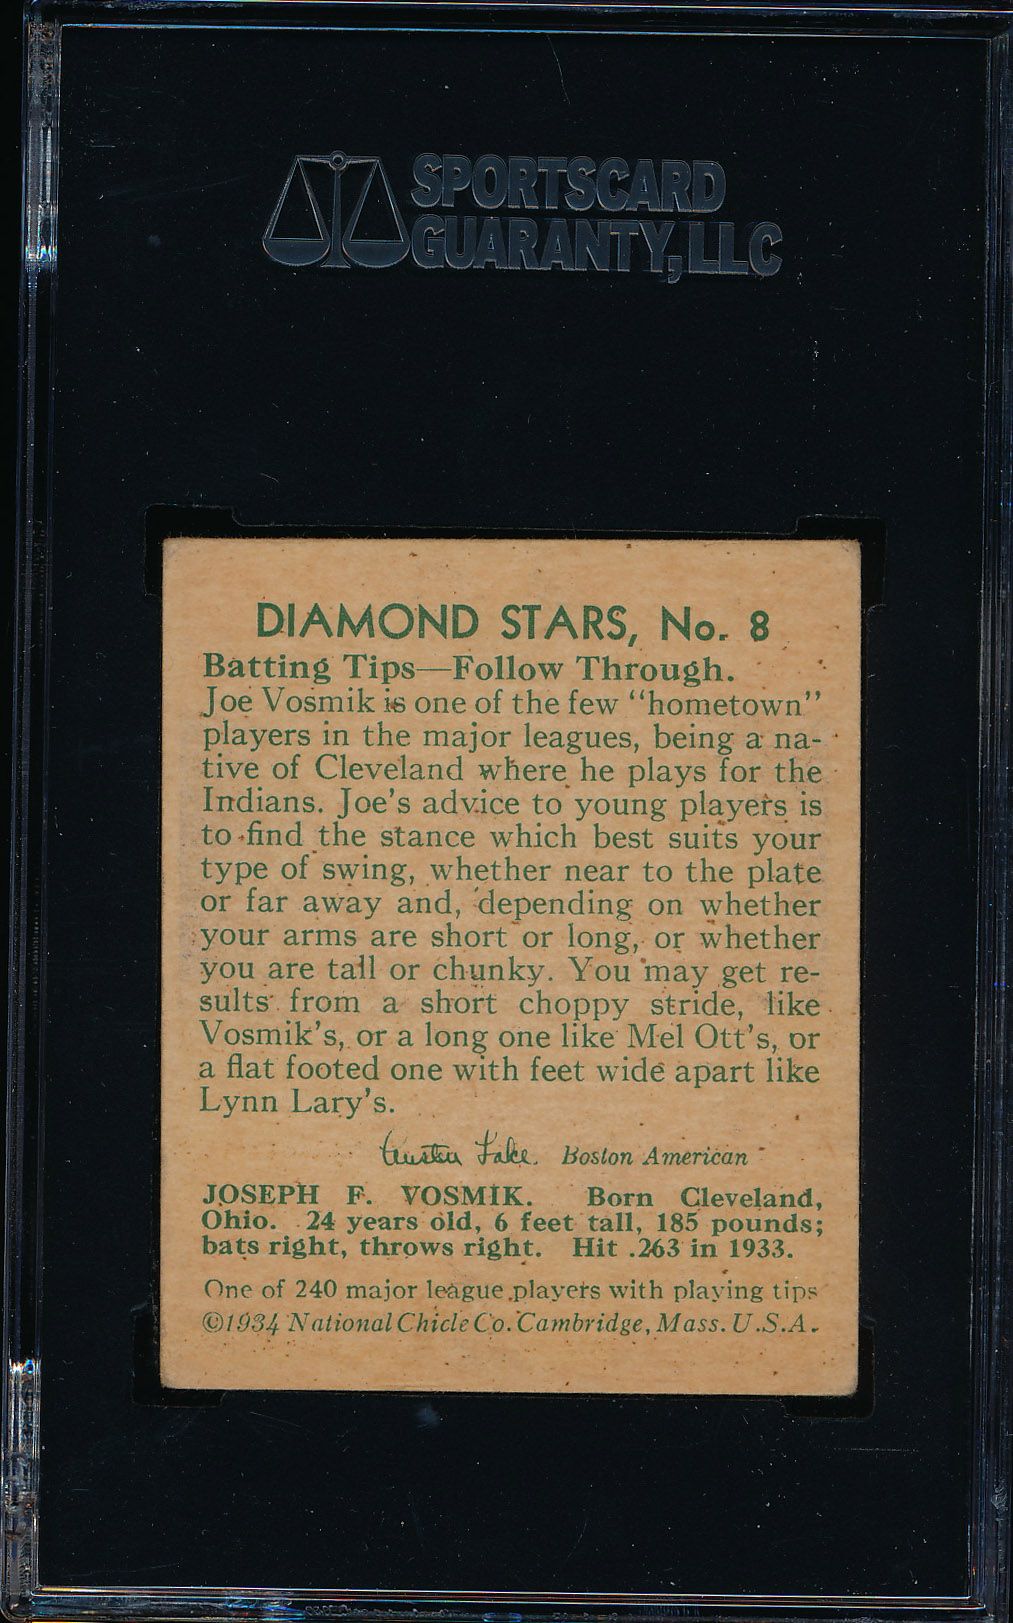 SPORTSCARD
GUARANTY, LLC
DIAMOND STARS, No. 8
Batting Tips—Follow Through.
Joe Vosmik is one of the few "hometown"
players in the major leagues, being a na-
tive of Cleveland where he plays for the
Indians. Joe's advice to young players is
to find the stance which best suits your
type of swing, whether near to the plate
or far away and, depending on whether
your arms are short or long, or whether
you are tall or chunky. You may get re-
sults from a short choppy stride, like
Vosmik's, or a long one like Mel Ott's, or
a flat footed one with feet wide apart like
Lynn Lary's.
Austen Lake. Boston American
JOSEPH F. VOSMIK. Born Cleveland,
Ohio. 24 years old, 6 feet tall, 185 pounds;
bats right, throws right. Hit .263 in 1933.
One of 240 major league players with playing tips
©1934 National Chicle Co. Cambridge, Mass. U.S.A.